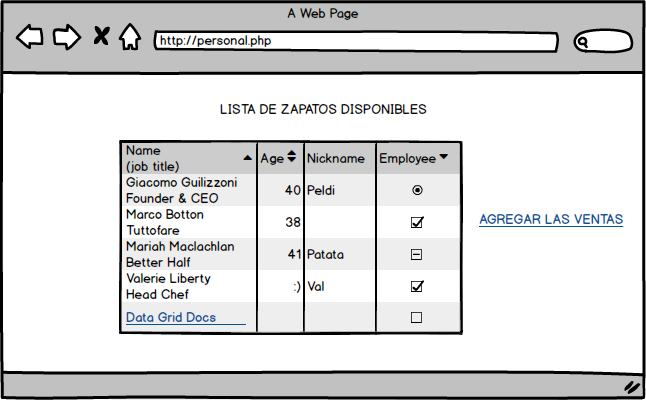 A Web Page
http://personal.php
LISTA DE ZAPATOS DISPONIBLES
Name
(job title)
Age
Nickname
Employee
Giacomo Guilizzoni
Founder & CEO
40
Peldi
Marco Botton
Tuttofare
38
Mariah Maclachlan
Better Half
41
Patata
Valerie Liberty
Head Chef
:)
Val
Data Grid Docs
AGREGAR LAS VENTAS